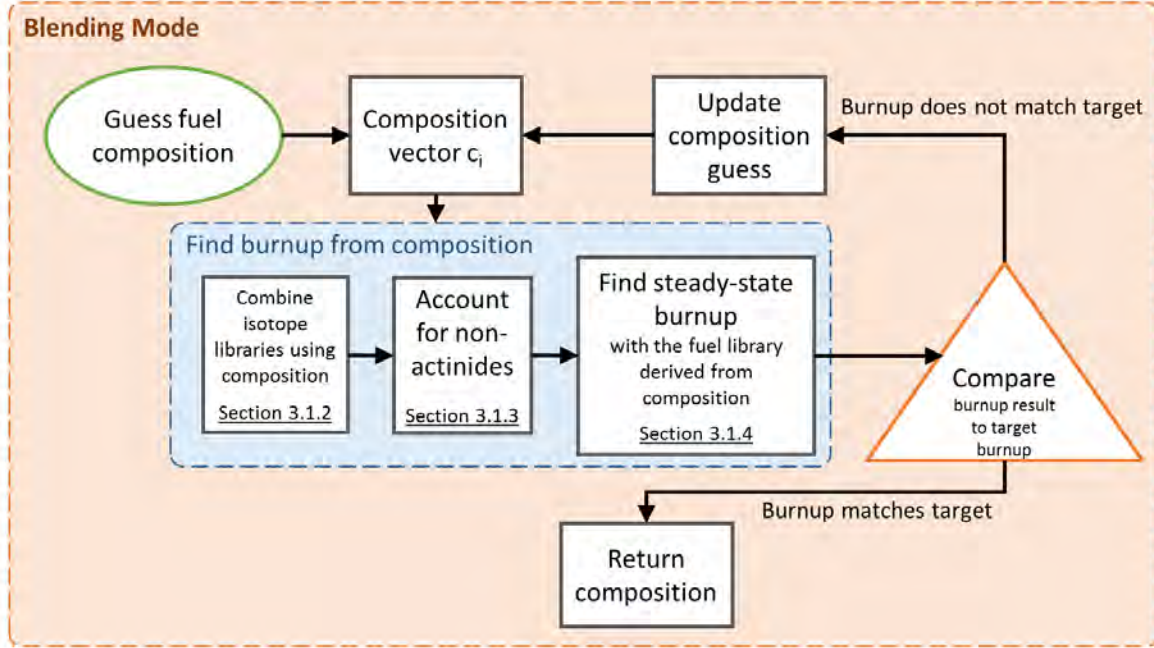 Blending Mode
Guess fuel
composition
Composition
vector cᵢ
Update
composition
guess
Burnup does not match target
Find burnup from composition
Combine
isotope
libraries using
composition
Section 3.1.2
Account
for non-
actinides
Section 3.1.3
Find steady-state
burnup
with the fuel library
derived from
composition
Section 3.1.4
Compare
burnup result
to target
burnup
Burnup matches target
Return
composition